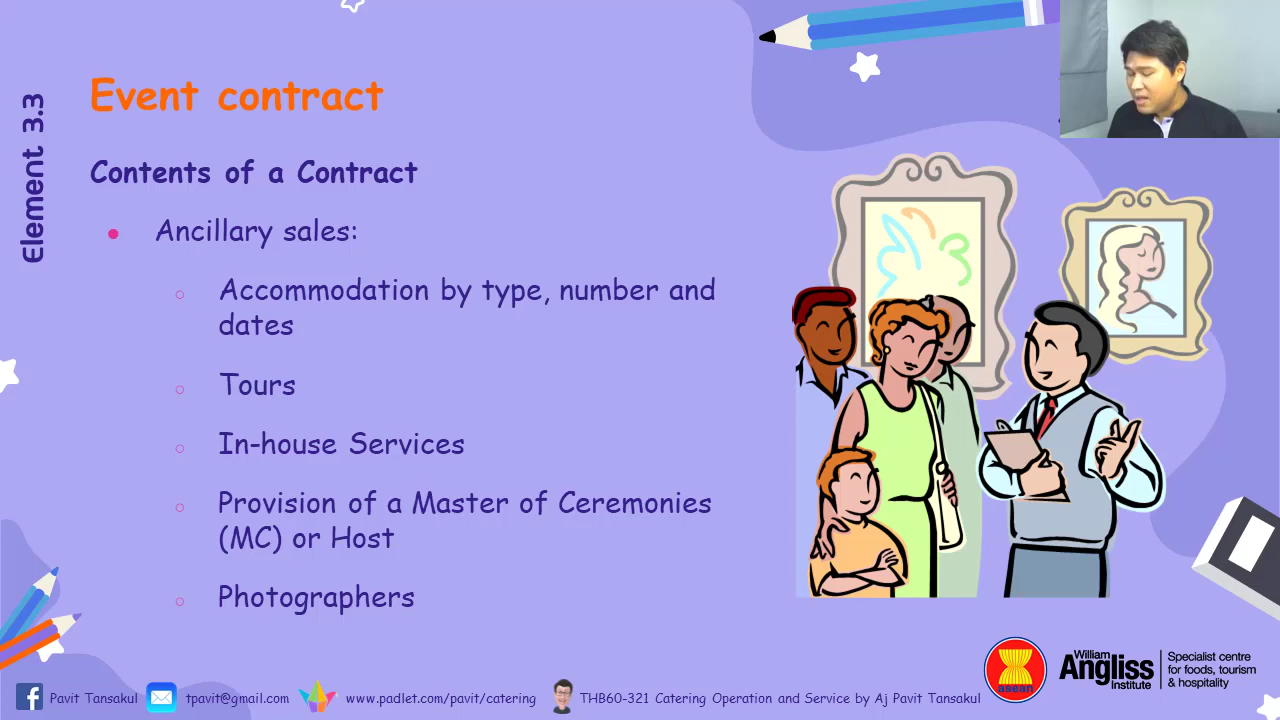 Element 3.3
Event contract
Contents of a Contract
Ancillary sales:
Accommodation by type, number and
dates
Tours
In-house Services
Provision of a Master of Ceremonies
(MC) or Host
Photographers
Pavit Tansakul
tpavit@gmail.com
www.padlet.com/pavit/catering
THB60-321 Catering Operation and Service by Aj Pavit Tansakul
asean
William
Angliss
Institute
Specialist centre
for foods, tourism
& hospitality